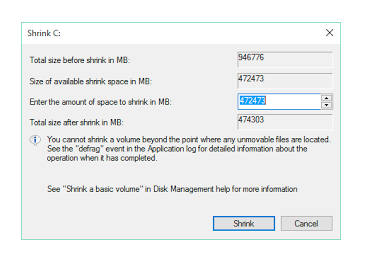 Shrink C:
Total size before shrink in MB: 946776
Size of available shrink space in MB: 472473
Enter the amount of space to shrink in MB: 472473
Total size after shrink in MB: 474303
You cannot shrink a volume beyond the point where any unmovable files are located.
See the "defrag" event in the Application log for detailed information about the
operation when it has completed.
See "Shrink a basic volume" in Disk Management help for more information
Shrink Cancel